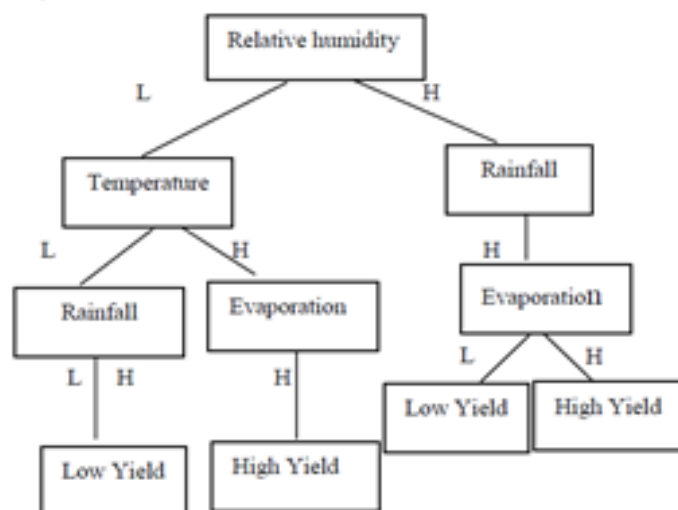 Relative humidity
L H
Temperature Rainfall
L H H
Rainfall Evaporation Evaporation
L H H L H
Low Yield High Yield Low Yield High Yield